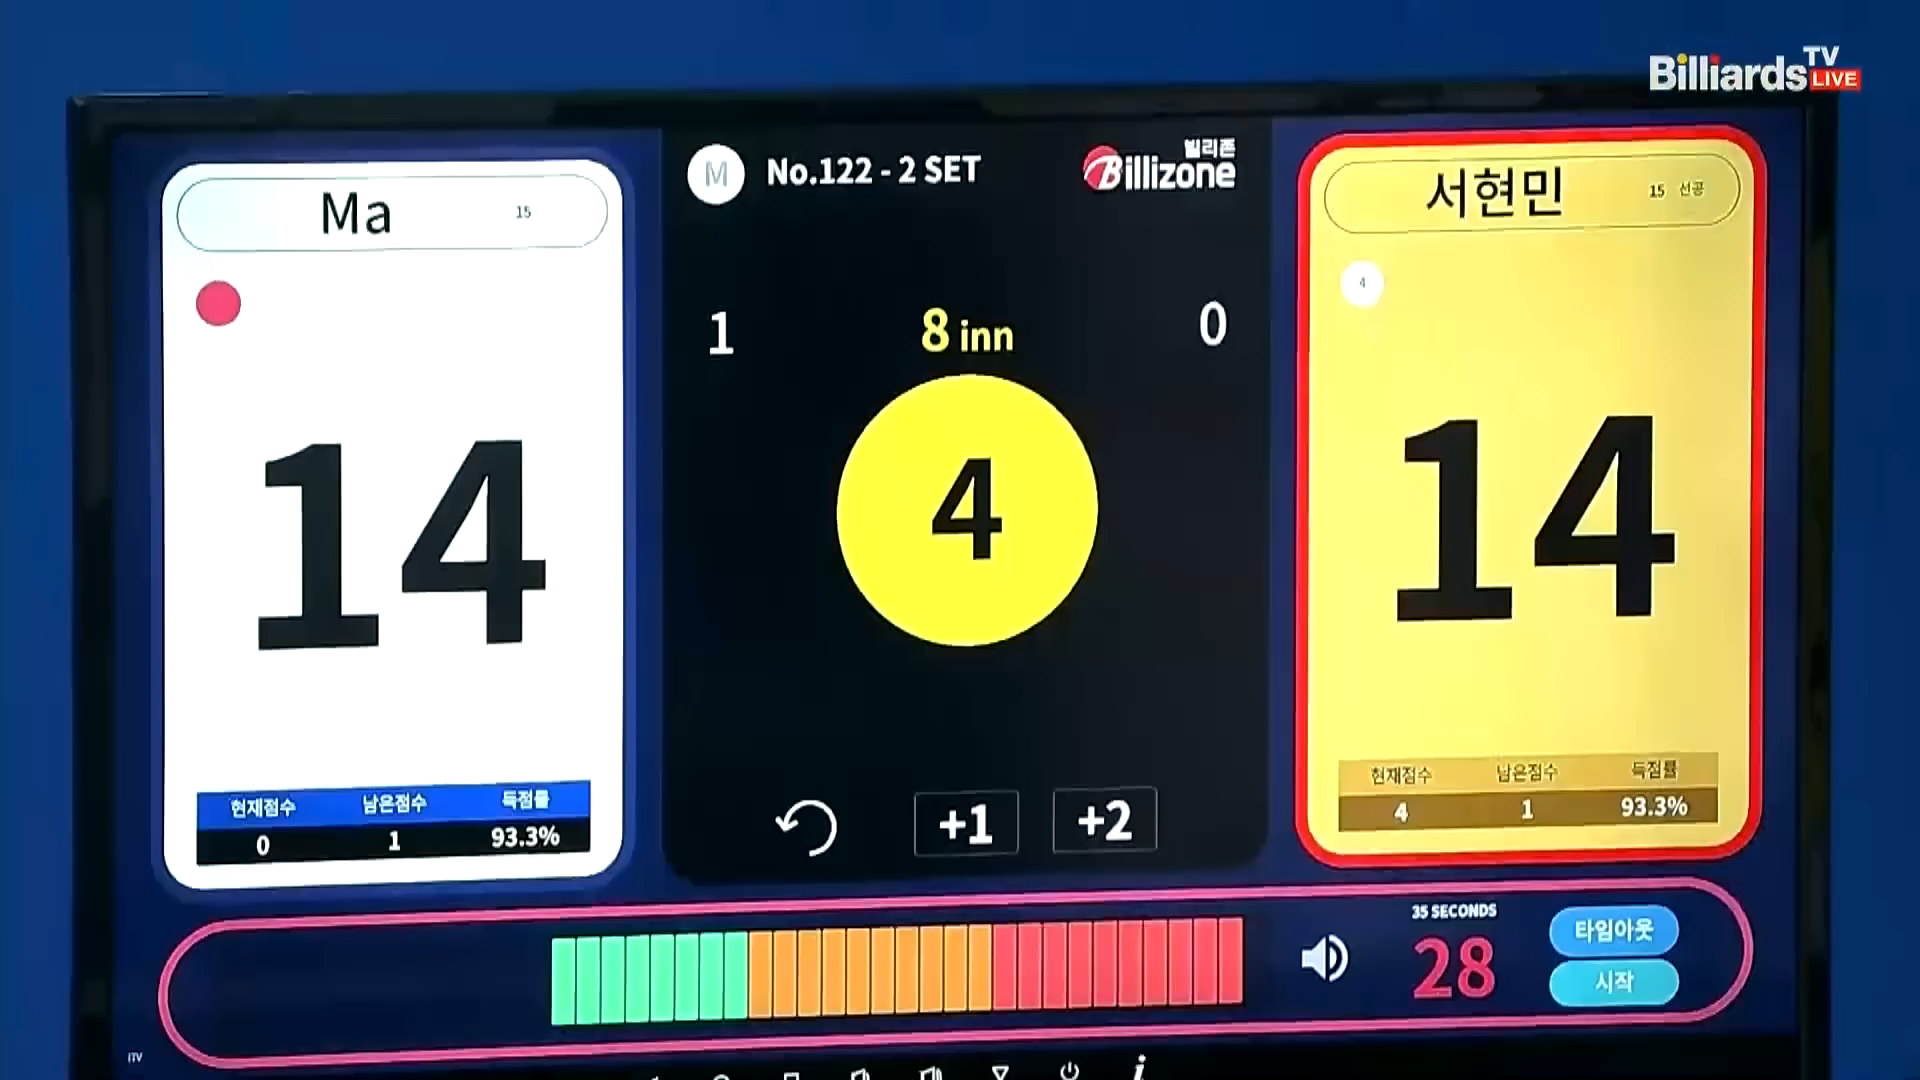 Billiards TV
LIVE
Ma 15
M No.122 - 2 SET
빌리존
Billizone
서현민 15 선공
4
1 8 inn 0
14
4
14
현재점수 남은점수 득점률
0 1 93.3%
+1 +2
현재점수 남은점수 득점률
4 1 93.3%
35 SECONDS
28
타임아웃
시작
iTV